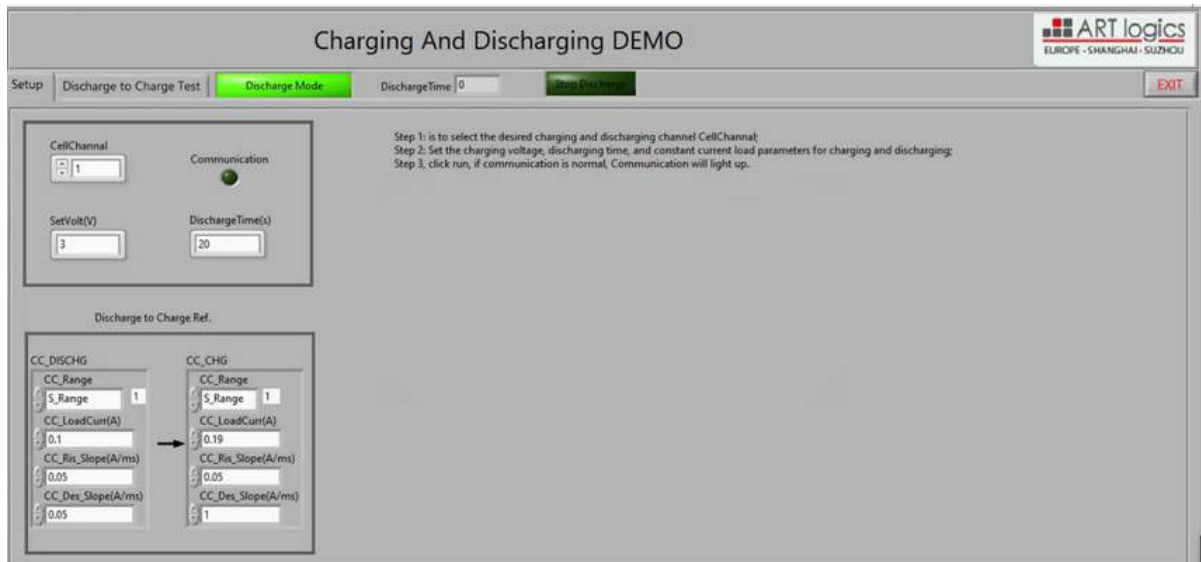 Charging And Discharging DEMO
ART logics
EUROPE - SHANGHAI - SUZHOU
Setup
Discharge to Charge Test
Discharge Mode
DischargeTime 0
Stop Discharge
EXIT
Step 1: is to select the desired charging and discharging channel CellChannal;
Step 2: Set the charging voltage, discharging time, and constant current load parameters for charging and discharging;
Step 3, click run, if communication is normal, Communication will light up.
CellChannal
1
Communication
SetVolt(V)
3
DischargeTime(s)
20
Discharge to Charge Ref.
CC_DISCHG
CC_Range
S_Range 1
CC_LoadCurr(A)
0.1
CC_Ris_Slope(A/ms)
0.05
CC_Des_Slope(A/ms)
0.05
CC_CHG
CC_Range
S_Range 1
CC_LoadCurr(A)
0.19
CC_Ris_Slope(A/ms)
0.05
CC_Des_Slope(A/ms)
1